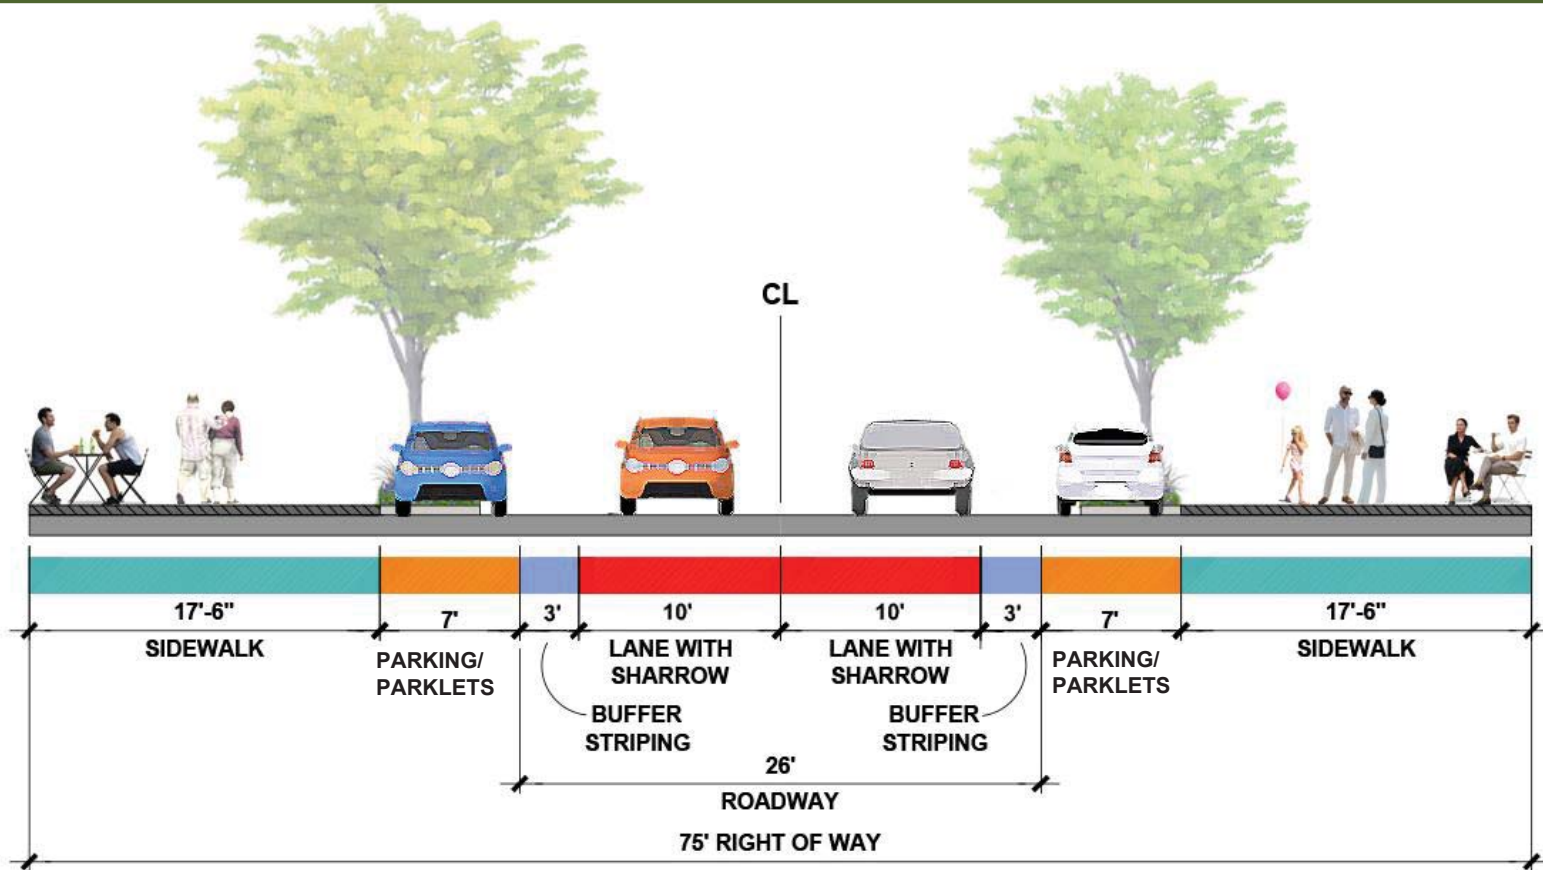 CL
17'-6"
7'
3'
10'
10'
3'
7'
17'-6"
SIDEWALK
PARKING/
PARKLETS
LANE WITH
SHARROW
LANE WITH
SHARROW
PARKING/
PARKLETS
SIDEWALK
BUFFER
STRIPING
BUFFER
STRIPING
26'
ROADWAY
75' RIGHT OF WAY